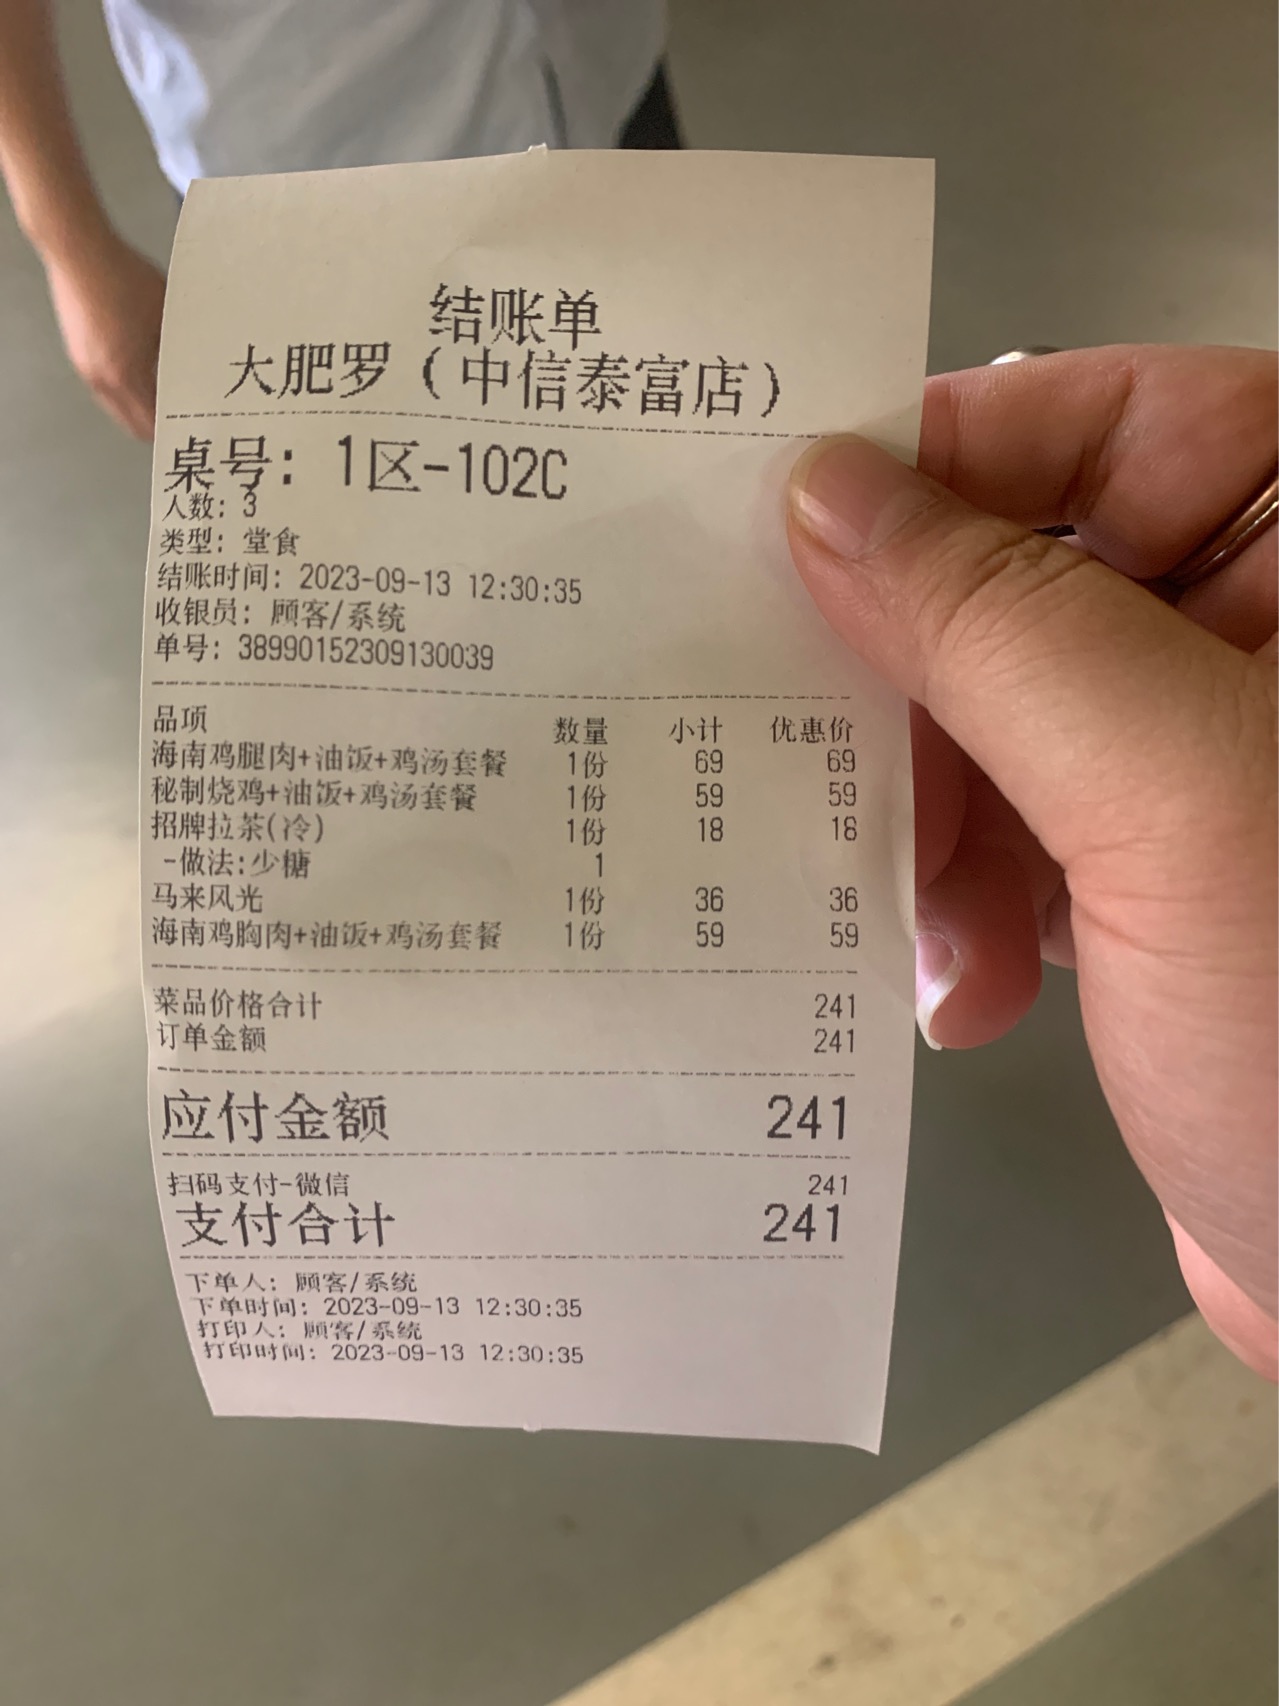 结账单
大肥罗（中信泰富店）
桌号: 1区-102C
人数: 3
类型: 堂食
结账时间: 2023-09-13 12:30:35
收银员: 顾客/系统
单号: 38990152309130039
品项 数量 小计 优惠价
海南鸡腿肉+油饭+鸡汤套餐 1份 69 69
秘制烧鸡+油饭+鸡汤套餐 1份 59 59
招牌拉茶(冷) 1份 18 18
-做法:少糖 1
马来风光 1份 36 36
海南鸡胸肉+油饭+鸡汤套餐 1份 59 59
菜品价格合计 241
订单金额 241
应付金额 241
扫码支付-微信 241
支付合计 241
下单人: 顾客/系统
下单时间: 2023-09-13 12:30:35
打印人: 顾客/系统
打印时间: 2023-09-13 12:30:35